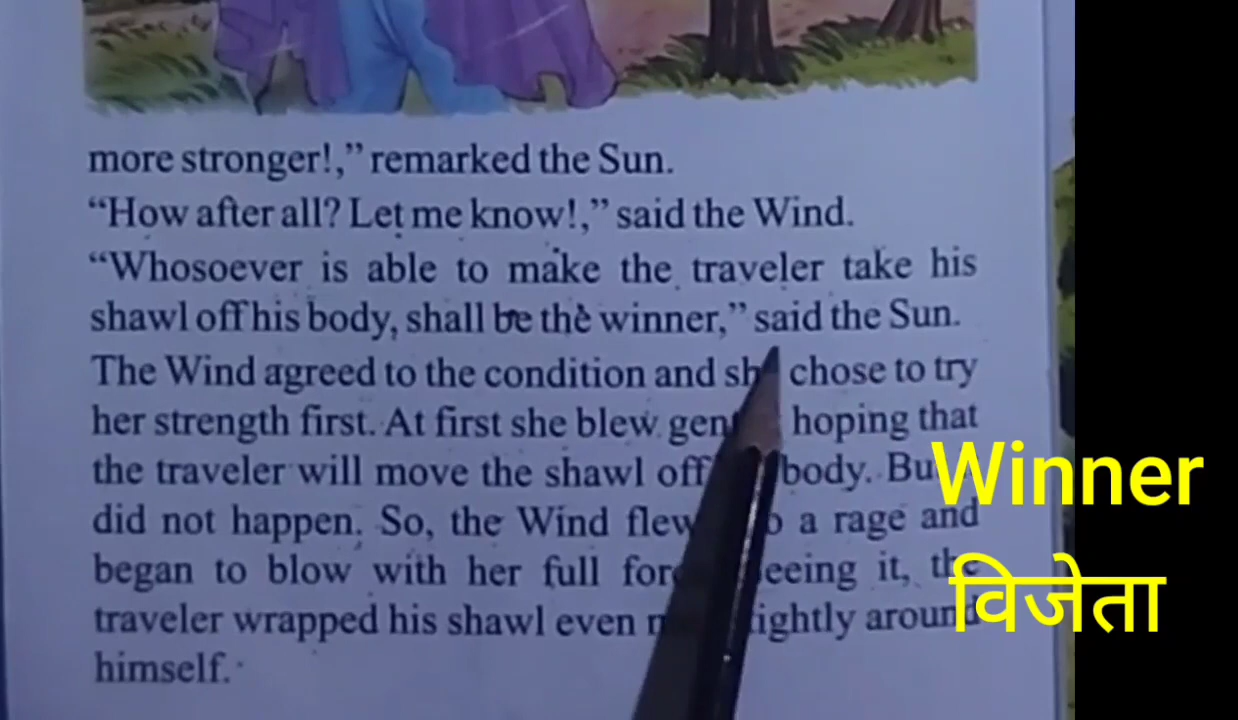 more stronger!,” remarked the Sun.
“How after all? Let me know!,” said the Wind.
“Whosoever is able to make the traveler take his
shawl off his body, shall be the winner,” said the Sun.
The Wind agreed to the condition and chose to try
her strength first. At first she blew hoping that
the traveler will move the shawl off body.
did not happen. So, the Wind flew a rage and
began to blow with her full it, the
traveler wrapped his shawl even around
himself.
Winner
विजेता